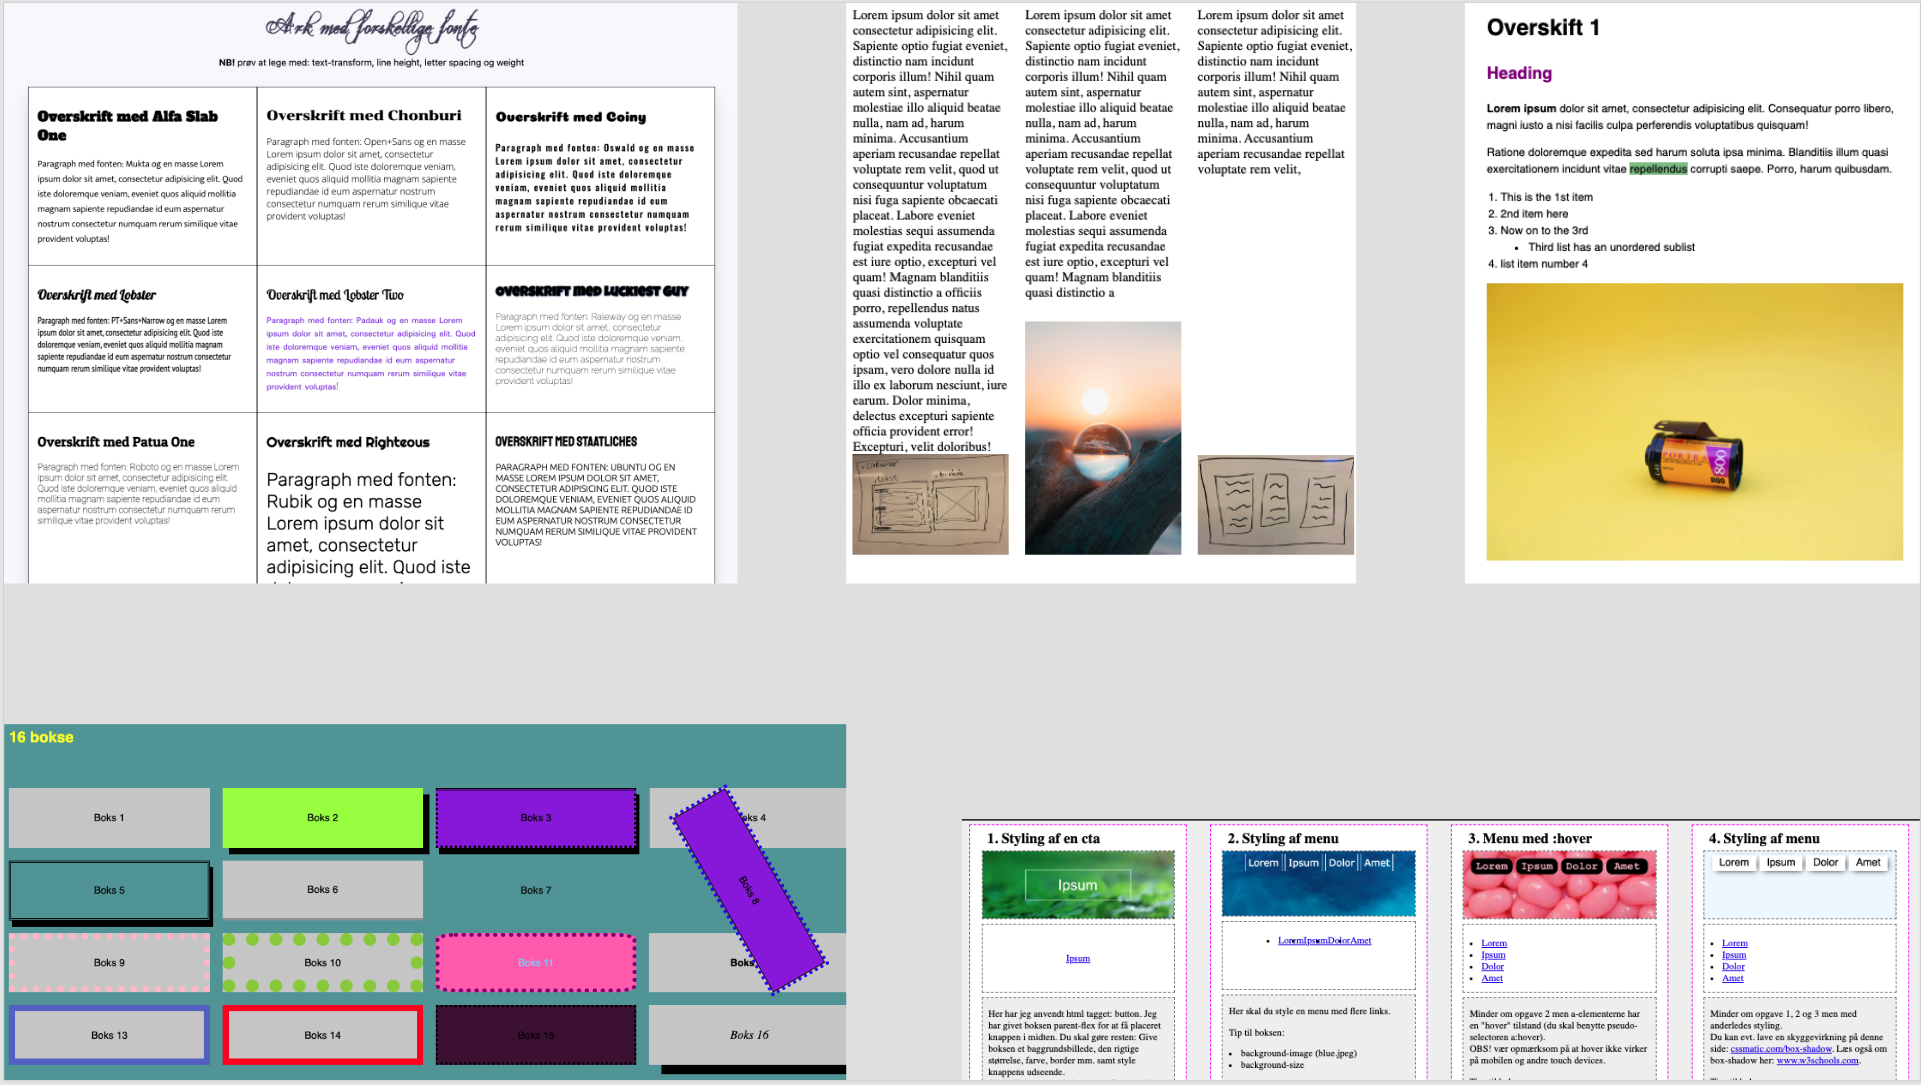 Ark med forskellige fonte
NB! prøv at lege med: text-transform, line height, letter spacing og weight
Overskrift med Alfa Slab
One
Paragraph med fonten: Mukta og en masse Lorem
ipsum dolor sit amet, consectetur adipisicing elit. Quod
iste doloremque veniam, eveniet quos aliquid mollitia
magnam sapiente repudiandae id eum aspernatur
nostrum consectetur numquam rerum similique vitae
provident voluptas!
Overskrift med Chonburi
Paragraph med fonten: Open+Sans og en masse
Lorem ipsum dolor sit amet, consectetur
adipisicing elit. Quod iste doloremque veniam,
eveniet quos aliquid mollitia magnam sapiente
repudiandae id eum aspernatur nostrum
consectetur numquam rerum similique vitae
provident voluptas!
Overskrift med Coiny
Paragraph med fonten: Oswald og en masse
Lorem ipsum dolor sit amet, consectetur
adipisicing elit. Quod iste doloremque
veniam, eveniet quos aliquid mollitia
magnam sapiente repudiandae id eum
aspernatur nostrum consectetur numquam
rerum similique vitae provident voluptas!
Overskrift med Lobster
Paragraph med fonten: PT+Sans+Narrow og en masse Lorem
ipsum dolor sit amet, consectetur adipisicing elit. Quod iste
doloremque veniam, eveniet quos aliquid mollitia magnam
sapiente repudiandae id eum aspernatur nostrum consectetur
numquam rerum similique vitae provident voluptas!
Overskrift med Lobster Two
Paragraph med fonten: Padauk og en masse Lorem
ipsum dolor sit amet, consectetur adipisicing elit. Quod
iste doloremque veniam, eveniet quos aliquid mollitia
magnam sapiente repudiandae id eum aspernatur
nostrum consectetur numquam rerum similique vitae
provident voluptas!
Overskrift med Luckiest Guy
Paragraph med fonten: Raleway og en masse
Lorem ipsum dolor sit amet, consectetur
adipisicing elit. Quod iste doloremque veniam,
eveniet quos aliquid mollitia magnam sapiente
repudiandae id eum aspernatur nostrum
consectetur numquam rerum similique vitae
provident voluptas!
Overskrift med Patua One
Paragraph med fonten: Roboto og en masse Lorem
ipsum dolor sit amet, consectetur adipisicing elit.
Quod iste doloremque veniam, eveniet quos aliquid
mollitia magnam sapiente repudiandae id eum
aspernatur nostrum consectetur numquam rerum
similique vitae provident voluptas!
Overskrift med Righteous
Paragraph med fonten:
Rubik og en masse
Lorem ipsum dolor sit
amet, consectetur
adipisicing elit. Quod iste
OVERSKRIFT MED STAATLICHES
PARAGRAPH MED FONTEN: UBUNTU OG EN
MASSE LOREM IPSUM DOLOR SIT AMET,
CONSECTETUR ADIPISICING ELIT. QUOD ISTE
DOLOREMQUE VENIAM, EVENIET QUOS ALIQUID
MOLLITIA MAGNAM SAPIENTE REPUDIANDAE ID
EUM ASPERNATUR NOSTRUM CONSECTETUR
NUMQUAM RERUM SIMILIQUE VITAE PROVIDENT
VOLUPTAS!
Lorem ipsum dolor sit amet
consectetur adipisicing elit.
Sapiente optio fugiat eveniet,
distinctio nam incidunt
corporis illum! Nihil quam
autem sint, aspernatur
molestiae illo aliquid beatae
nulla, nam ad, harum
minima. Accusantium
aperiam recusandae repellat
voluptate rem velit, quod ut
consequuntur voluptatum
nisi fuga sapiente obcaecati
placeat. Labore eveniet
molestias sequi assumenda
fugiat expedita recusandae
est iure optio, excepturi vel
quam! Magnam blanditiis
quasi distinctio a officiis
porro, repellendus natus
assumenda voluptate
exercitationem quisquam
optio vel consequatur quos
ipsam, vero dolore nulla id
illo ex laborum nesciunt, iure
earum. Dolor minima,
delectus excepturi sapiente
officia provident error!
Excepturi, velit doloribus!
Lorem ipsum dolor sit amet
consectetur adipisicing elit.
Sapiente optio fugiat eveniet,
distinctio nam incidunt
corporis illum! Nihil quam
autem sint, aspernatur
molestiae illo aliquid beatae
nulla, nam ad, harum
minima. Accusantium
aperiam recusandae repellat
voluptate rem velit, quod ut
consequuntur voluptatum
nisi fuga sapiente obcaecati
placeat. Labore eveniet
molestias sequi assumenda
fugiat expedita recusandae
est iure optio, excepturi vel
quam! Magnam blanditiis
quasi distinctio a
Lorem ipsum dolor sit amet
consectetur adipisicing elit.
Sapiente optio fugiat eveniet,
distinctio nam incidunt
corporis illum! Nihil quam
autem sint, aspernatur
molestiae illo aliquid beatae
nulla, nam ad, harum
minima. Accusantium
aperiam recusandae repellat
voluptate rem velit,
Overskift 1
Heading
Lorem ipsum dolor sit amet, consectetur adipisicing elit. Consequatur porro libero,
magni iusto a nisi facilis culpa perferendis voluptatibus quisquam!
Ratione doloremque expedita sed harum soluta ipsa minima. Blanditiis illum quasi
exercitationem incidunt vitae repellendus corrupti saepe. Porro, harum quibusdam.
1. This is the 1st item
2. 2nd item here
3. Now on to the 3rd
• Third list has an unordered sublist
4. list item number 4
PORTRA 800
800
16 bokse
Boks 1
Boks 2
Boks 3
oks 4
Boks 5
Boks 6
Boks 7
Boks 8
Boks 9
Boks 10
Boks 11
Boks
Boks 13
Boks 14
Boks 15
Boks 16
1. Styling af en cta
Ipsum
Ipsum
Her har jeg anvendt html tagget: button. Jeg
har givet boksen parent-flex for at få placeret
knappen i midten. Du skal gøre resten: Give
boksen et baggrundsbillede, den rigtige
størrelse, farve, border mm. samt style
knappens udseende.
2. Styling af menu
Lorem Ipsum Dolor Amet
• LoremIpsumDolorAmet
Her skal du style en menu med flere links.
Tip til boksen:
• background-image (blue.jpeg)
• background-size
3. Menu med :hover
Lorem Ipsum Dolor Amet
• Lorem
• Ipsum
• Dolor
• Amet
Minder om opgave 2 men a-elementerne har
en "hover" tilstand (du skal benytte pseudo-
selectoren a:hover).
OBS! vær opmærksom på at hover ikke virker
på mobilen og andre touch devices.
4. Styling af menu
Lorem Ipsum Dolor Amet
• Lorem
• Ipsum
• Dolor
• Amet
Minder om opgave 1, 2 og 3 men med
anderledes styling.
Du kan evt. lave en skyggevirkning på denne
side: cssmatic.com/box-shadow. Læs også om
box-shadow her: www.w3schools.com.